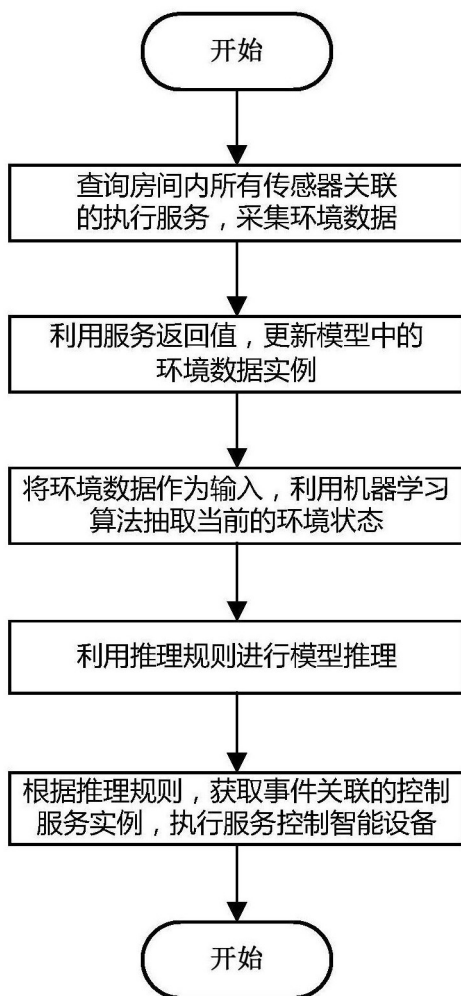 开始
查询房间内所有传感器关联
的执行服务，采集环境数据
利用服务返回值，更新模型中的
环境数据实例
将环境数据作为输入，利用机器学习
算法抽取当前的环境状态
利用推理规则进行模型推理
根据推理规则，获取事件关联的控制
服务实例，执行服务控制智能设备
开始